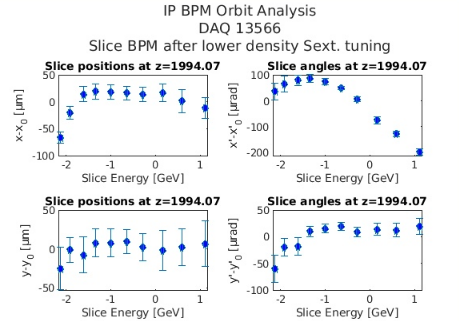 IP BPM Orbit Analysis
DAQ 13566
Slice BPM after lower density Sext. tuning
Slice positions at z=1994.07
Slice angles at z=1994.07
50
0
-50
-100
x-x0 [μm]
-2 -1 0 1
Slice Energy [GeV]
100
0
-100
-200
x'-x'0 [μrad]
-2 -1 0 1
Slice Energy [GeV]
Slice positions at z=1994.07
Slice angles at z=1994.07
50
0
-50
y-y0 [μm]
-2 -1 0 1
Slice Energy [GeV]
50
0
-50
-100
y'-y'0 [μrad]
-2 -1 0 1
Slice Energy [GeV]